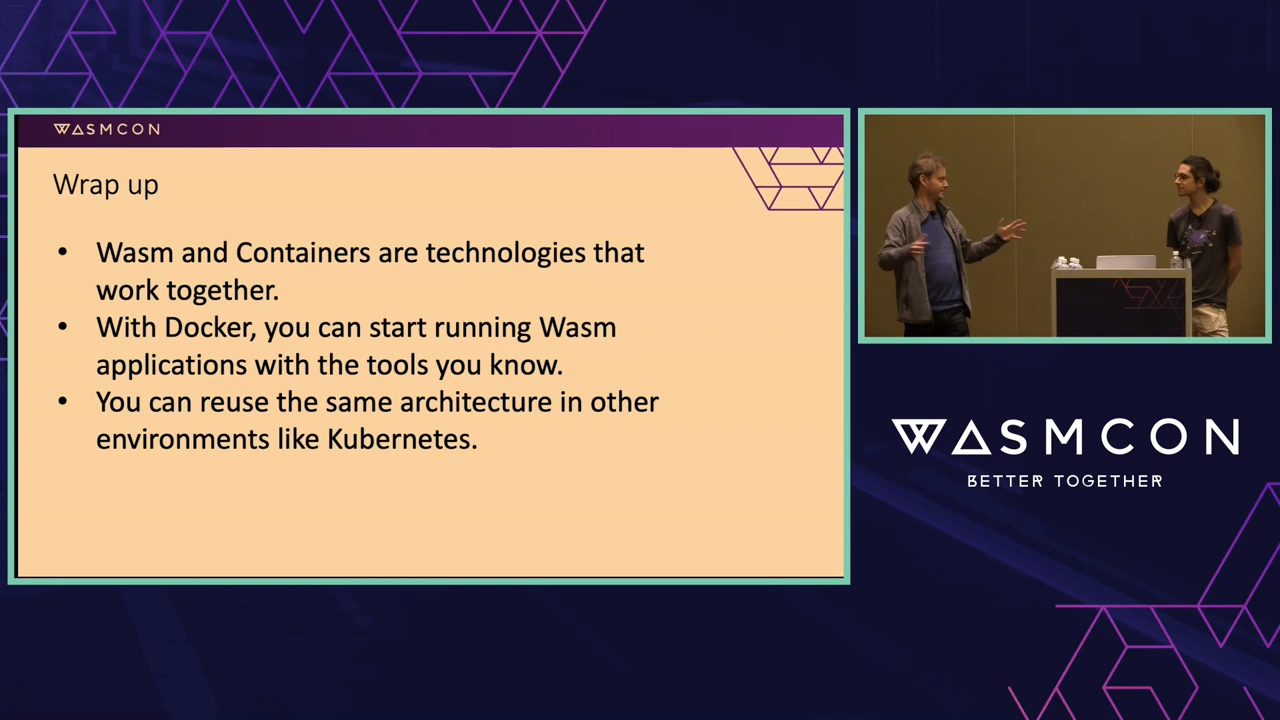 WASMCON
Wrap up
• Wasm and Containers are technologies that
work together.
• With Docker, you can start running Wasm
applications with the tools you know.
• You can reuse the same architecture in other
environments like Kubernetes.
WASMCON
BETTER TOGETHER